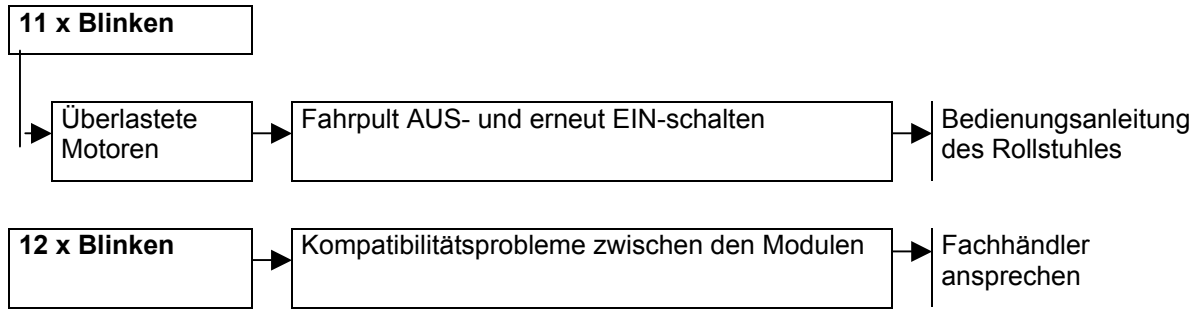 11 x Blinken
Überlastete
Motoren
Fahrpult AUS- und erneut EIN-schalten
Bedienungsanleitung
des Rollstuhles
12 x Blinken
Kompatibilitätsprobleme zwischen den Modulen
Fachhändler
ansprechen